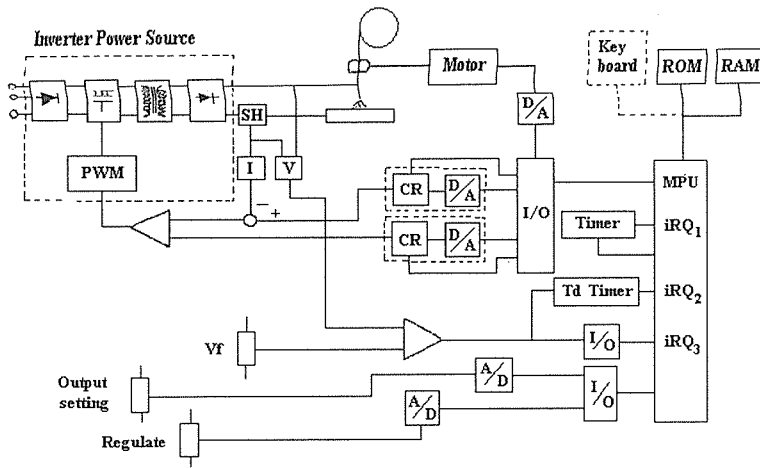 Inverter Power Source
Key
board
ROM
RAM
Motor
D/A
SH
PWM
I
V
CR
D/A
I/O
MPU
−
+
Timer
iRQ1
CR
D/A
Td Timer
iRQ2
Vf
I/O
iRQ3
Output
setting
A/D
I/O
A/D
Regulate